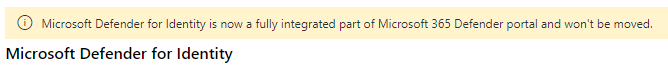 Microsoft Defender for Identity is now a fully integrated part of Microsoft 365 Defender portal and won't be moved.
Microsoft Defender for Identity